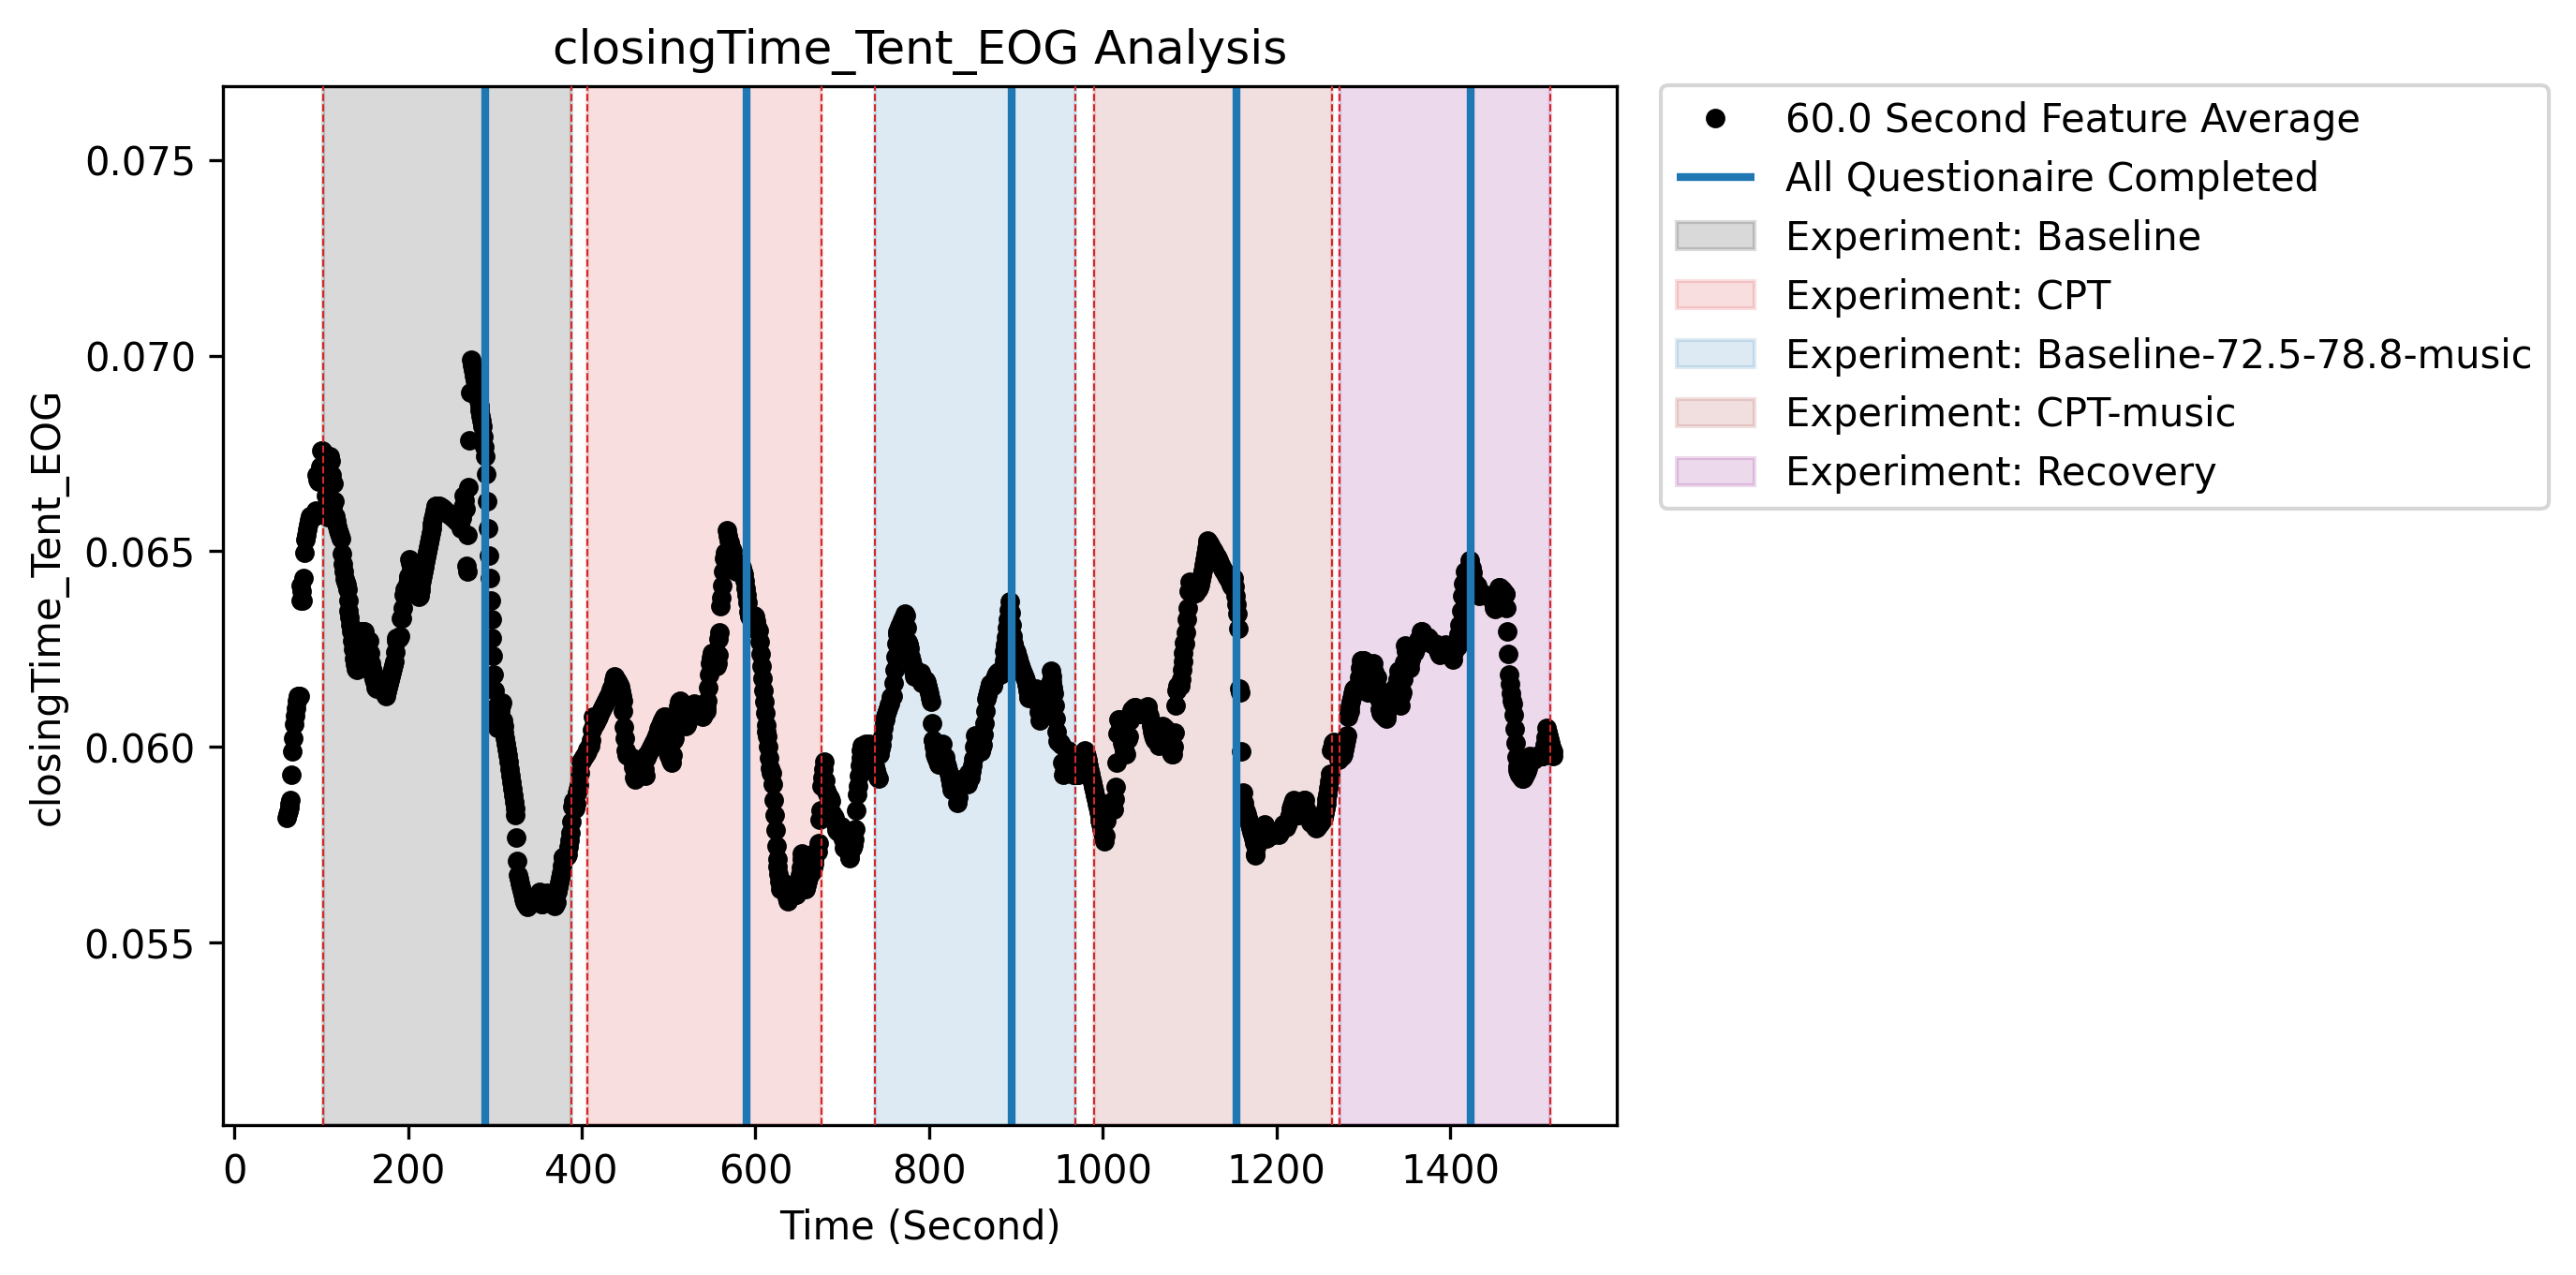 closingTime_Tent_EOG Analysis
closingTime_Tent_EOG
0.075
0.070
0.065
0.060
0.055
0 200 400 600 800 1000 1200 1400
Time (Second)
60.0 Second Feature Average
All Questionaire Completed
Experiment: Baseline
Experiment: CPT
Experiment: Baseline-72.5-78.8-music
Experiment: CPT-music
Experiment: Recovery